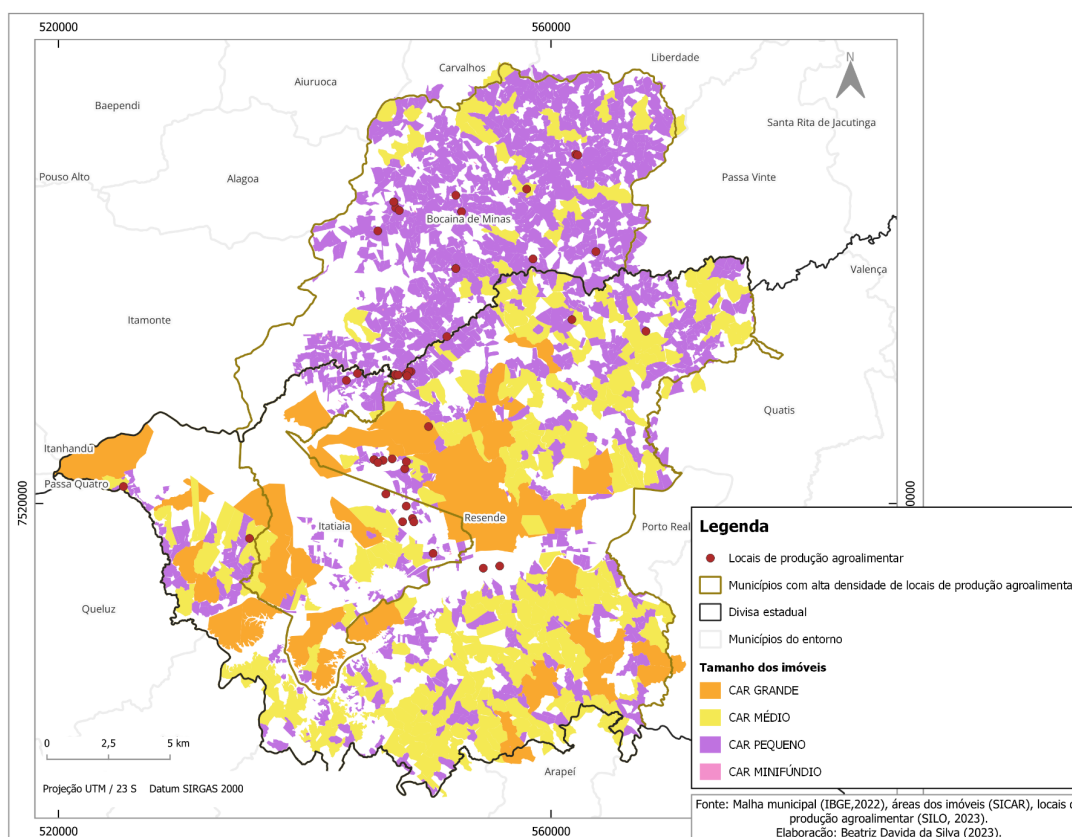 520000
560000
Carvalhos
Liberdade
Aiuruoca
N
Baependi
Santa Rita de Jacutinga
Pouso Alto
Alagoa
Passa Vinte
Bocaina de Minas
Valença
Itamonte
Quatis
Itanhandú
Passa Quatro
7520000
Itatiaia
Resende
Porto Real
0000
Queluz
Arapeí
Legenda
Locais de produção agroalimentar
Municípios com alta densidade de locais de produção agroalimenta
Divisa estadual
Municípios do entorno
Tamanho dos imóveis
CAR GRANDE
CAR MÉDIO
CAR PEQUENO
CAR MINIFÚNDIO
0 2,5 5 km
Projeção UTM / 23 S Datum SIRGAS 2000
Fonte: Malha municipal (IBGE,2022), áreas dos imóveis (SICAR), locais d
produção agroalimentar (SILO, 2023).
Elaboração: Beatriz Davida da Silva (2023).
520000
560000